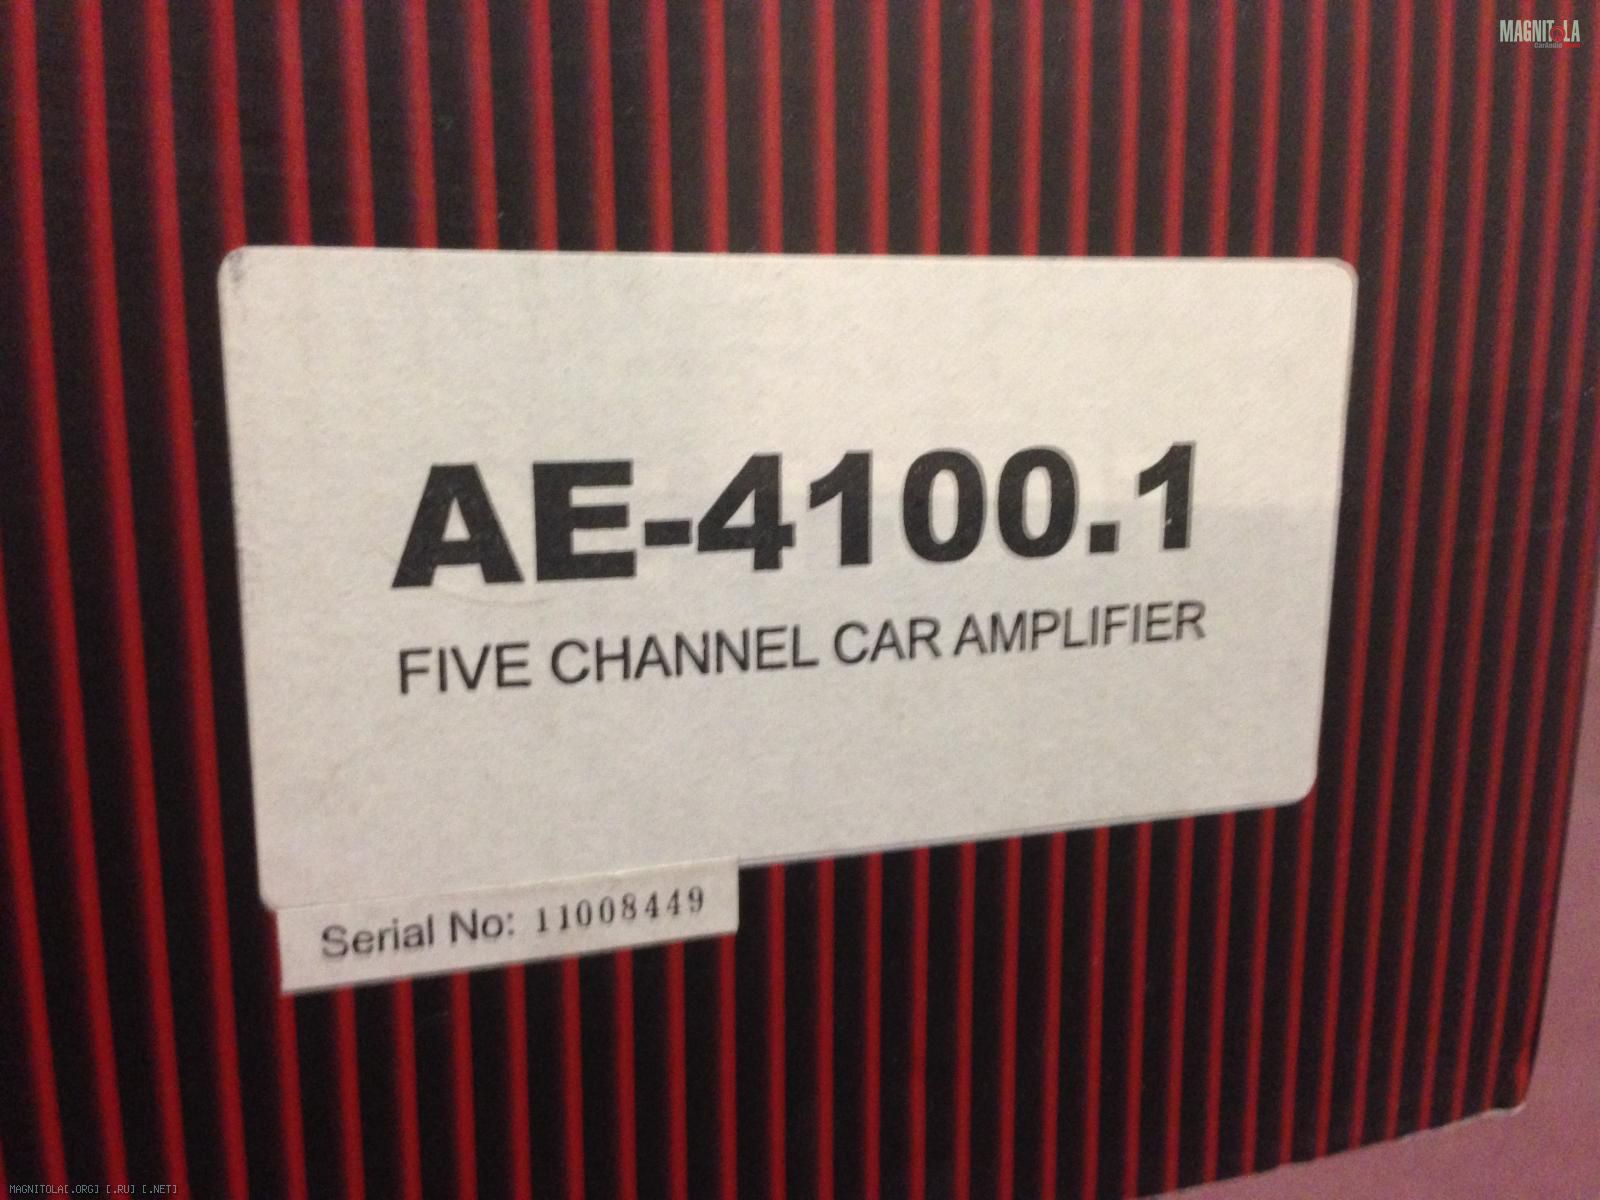 MAGNITOLA
AE-4100.1
FIVE CHANNEL CAR AMPLIFIER
Serial No: 11008449
MAGNITOLA[.ORG] [.RU] [.NET]